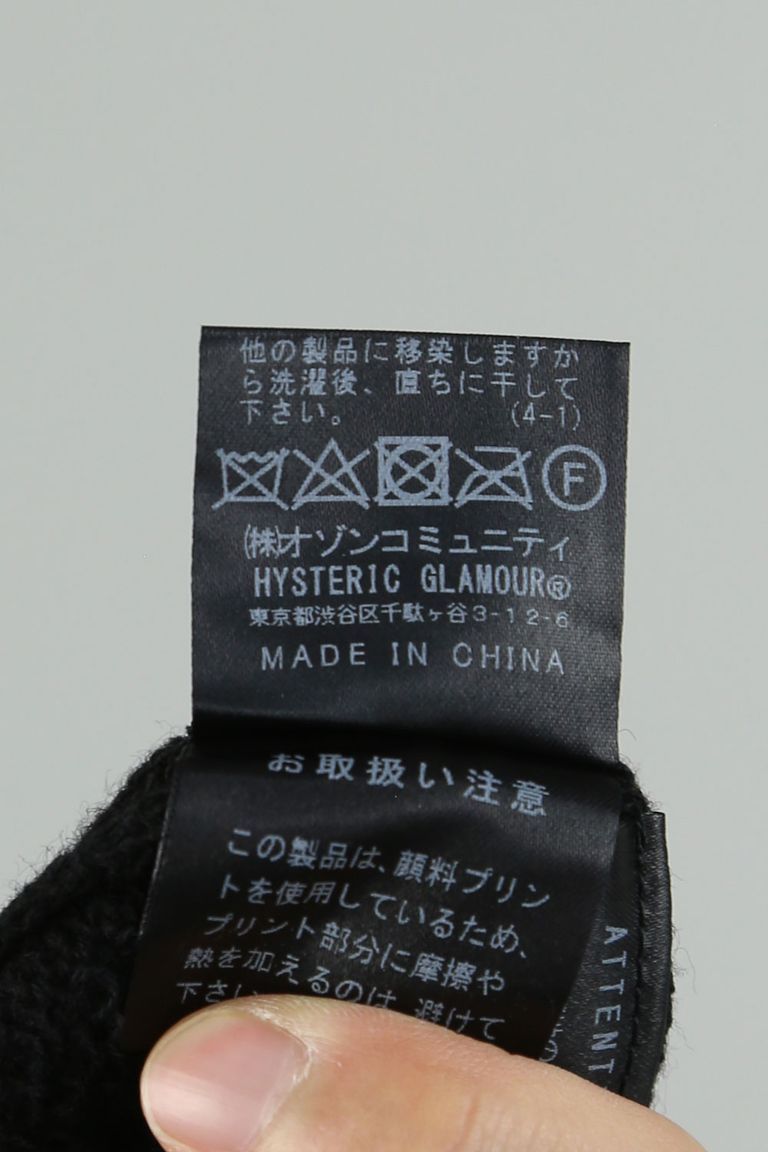 他の製品に移染しますか
ら洗濯後、直ちに干して
下さい。 (4-1)
F
㈱オゾンコミュニティ
HYSTERIC GLAMOUR®
東京都渋谷区千駄ヶ谷3-12-6
MADE IN CHINA
お取扱い注意
この製品は、顔料プリン
トを使用しているため、
プリント部分に摩擦や
熱を加えるのは、避けて
下さい
ATTENT